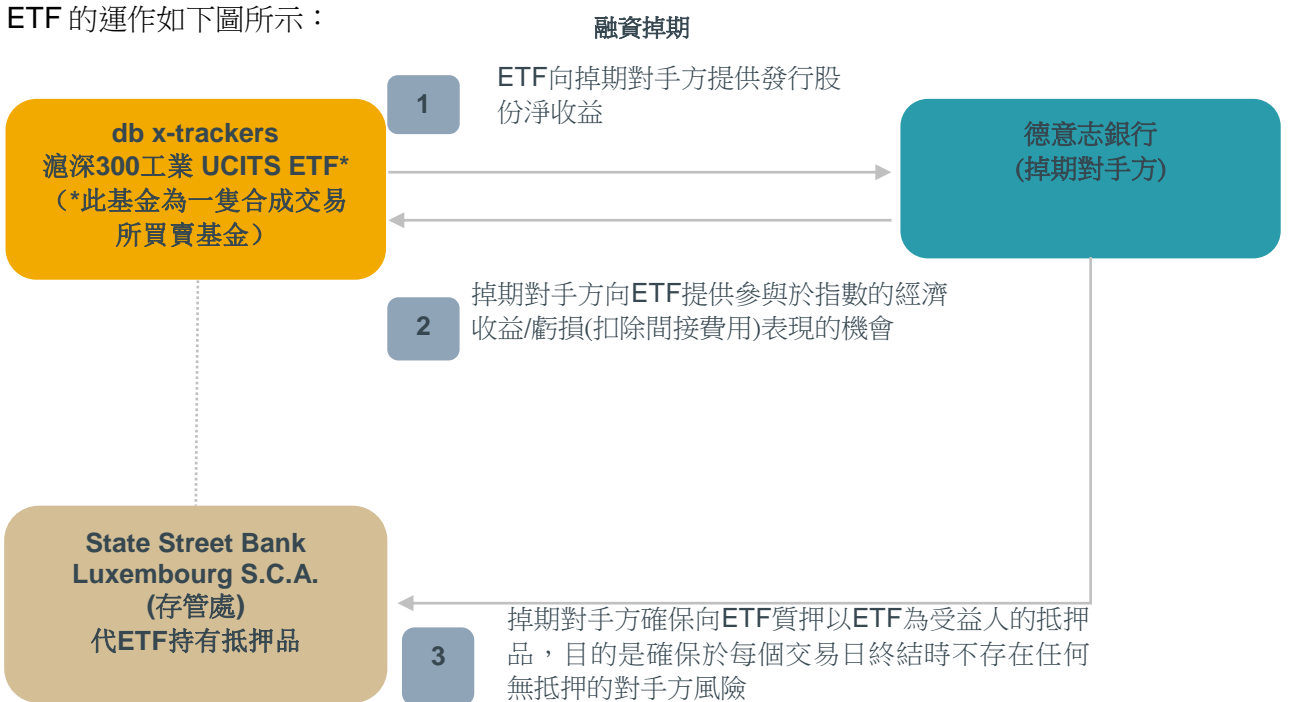 ETF 的運作如下圖所示：
融資掉期
1
ETF向掉期對手方提供發行股
份淨收益
db x-trackers
滬深300工業 UCITS ETF*
（*此基金為一隻合成交易
所買賣基金）
德意志銀行
(掉期對手方)
2
掉期對手方向ETF提供參與於指數的經濟
收益/虧損(扣除間接費用)表現的機會
State Street Bank
Luxembourg S.C.A.
(存管處)
代ETF持有抵押品
3
掉期對手方確保向ETF質押以ETF為受益人的抵押
品，目的是確保於每個交易日終結時不存在任何
無抵押的對手方風險